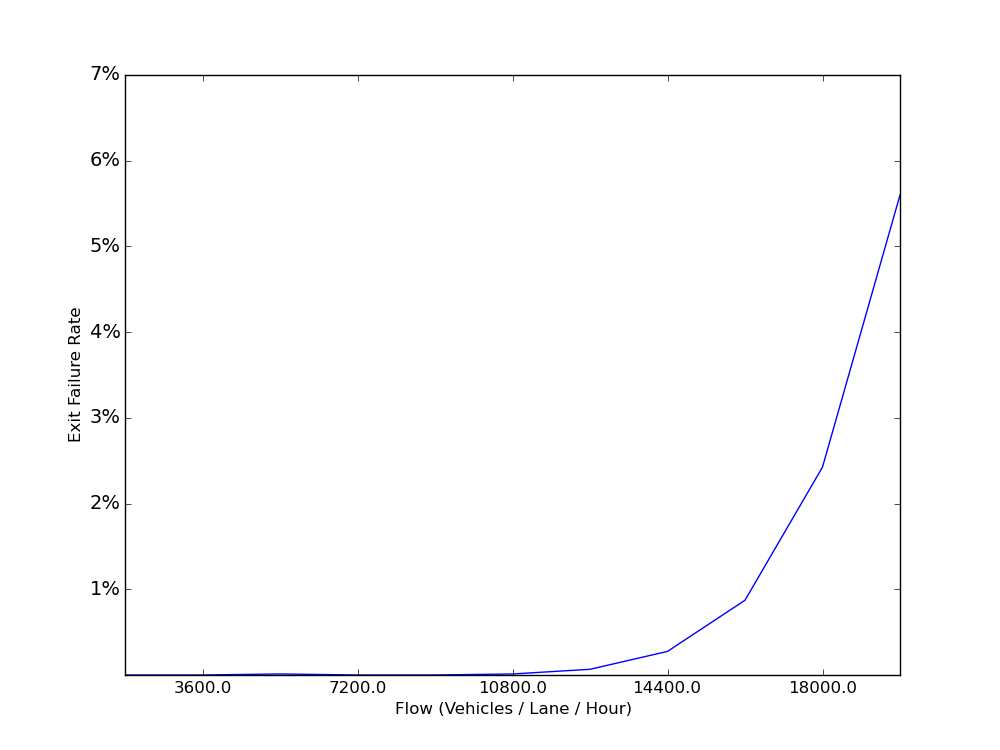 7%
6%
5%
4%
3%
2%
1%
Exit Failure Rate
3600.0 7200.0 10800.0 14400.0 18000.0
Flow (Vehicles / Lane / Hour)